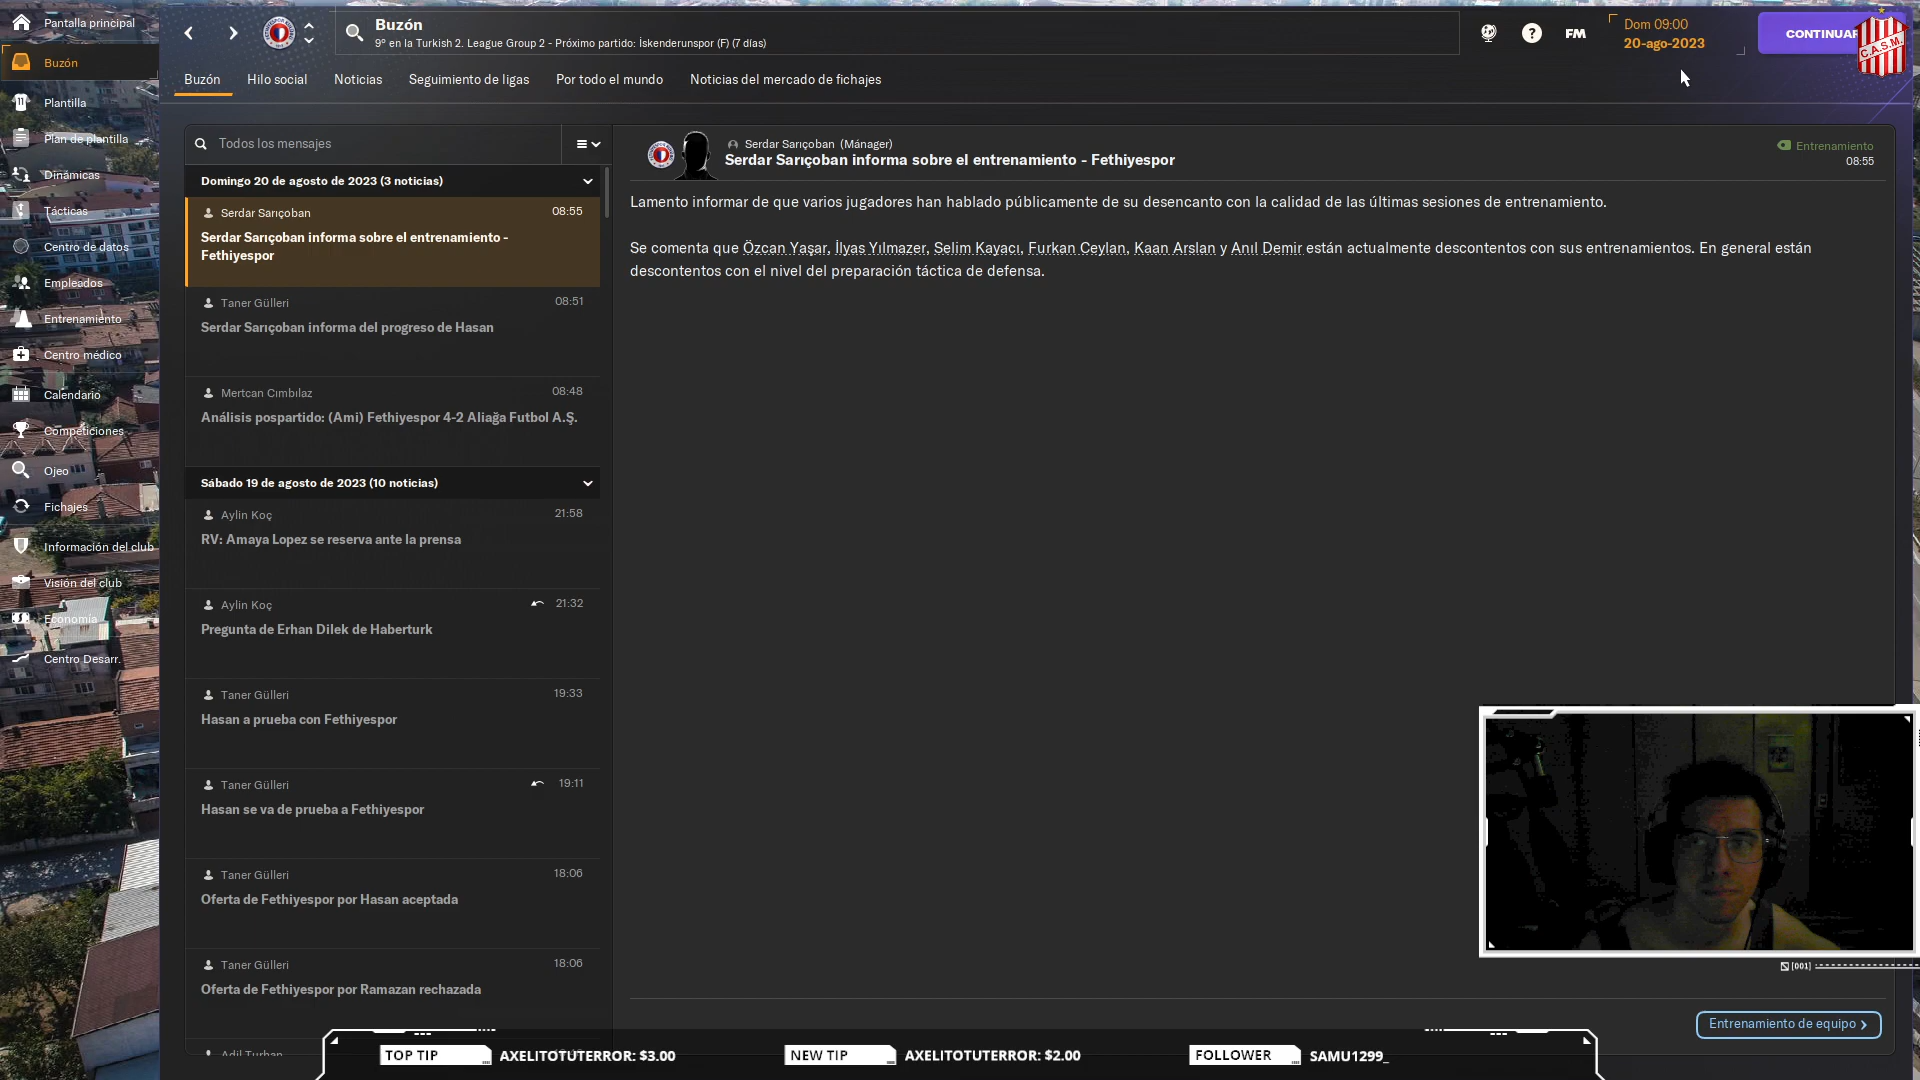 Pantalla principal
Buzón
Plantilla
Plan de plantilla
Dinámicas
Tácticas
Centro de datos
Empleados
Entrenamiento
Centro médico
Calendario
Competiciones
Ojeo
Fichajes
Información del club
Visión del club
Economía
Centro Desarr.
Buzón
9º en la Turkish 2. League Group 2 - Próximo partido: İskenderunspor (F) (7 días)
?
FM
Dom 09:00
20-ago-2023
CONTINUAR
C.A.S.M.
Buzón
Hilo social
Noticias
Seguimiento de ligas
Por todo el mundo
Noticias del mercado de fichajes
Todos los mensajes
Domingo 20 de agosto de 2023 (3 noticias)
Serdar Sarıçoban 08:55
Serdar Sarıçoban informa sobre el entrenamiento -
Fethiyespor
Taner Gülleri 08:51
Serdar Sarıçoban informa del progreso de Hasan
Mertcan Cımbılaz 08:48
Análisis pospartido: (Ami) Fethiyespor 4-2 Aliağa Futbol A.Ş.
Sábado 19 de agosto de 2023 (10 noticias)
Aylin Koç 21:58
RV: Amaya Lopez se reserva ante la prensa
Aylin Koç 21:32
Pregunta de Erhan Dilek de Haberturk
Taner Gülleri 19:33
Hasan a prueba con Fethiyespor
Taner Gülleri 19:11
Hasan se va de prueba a Fethiyespor
Taner Gülleri 18:06
Oferta de Fethiyespor por Hasan aceptada
Taner Gülleri 18:06
Oferta de Fethiyespor por Ramazan rechazada
Adil Turhan
Serdar Sarıçoban (Mánager)
Serdar Sarıçoban informa sobre el entrenamiento - Fethiyespor
Entrenamiento
08:55
Lamento informar de que varios jugadores han hablado públicamente de su desencanto con la calidad de las últimas sesiones de entrenamiento.
Se comenta que Özcan Yaşar, İlyas Yılmazer, Selim Kayacı, Furkan Ceylan, Kaan Arslan y Anıl Demir están actualmente descontentos con sus entrenamientos. En general están
descontentos con el nivel del preparación táctica de defensa.
[001]
Entrenamiento de equipo
TOP TIP AXELITOTUTERROR: $3.00
NEW TIP AXELITOTUTERROR: $2.00
FOLLOWER SAMU1299_